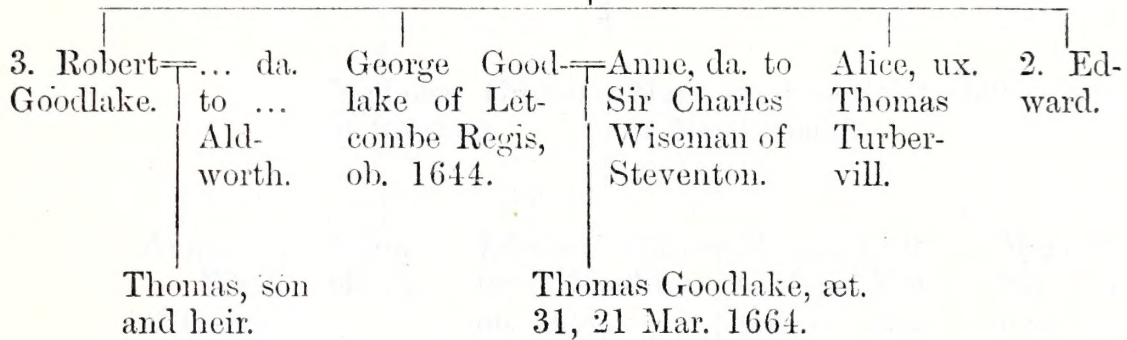 3. Robert
Goodlake.
... da.
to ...
Ald-
worth.
George Good-
lake of Let-
combe Regis,
ob. 1644.
Anne, da. to
Sir Charles
Wiseman of
Steventon.
Alice, ux.
Thomas
Turber-
vill.
2. Ed-
ward.
Thomas, son
and heir.
Thomas Goodlake, æt.
31, 21 Mar. 1664.